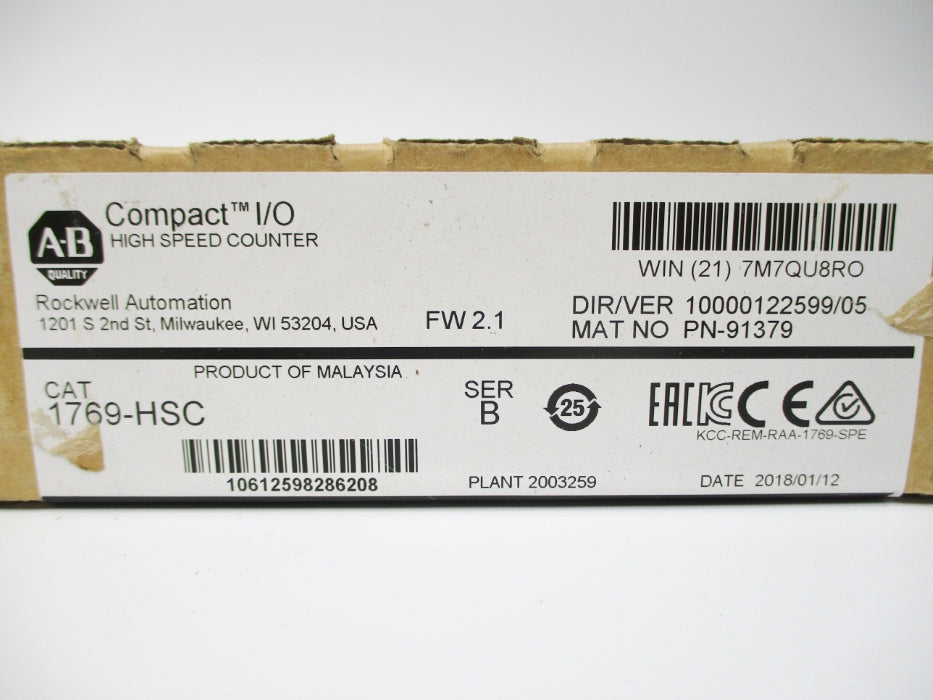 A-B
QUALITY
Compact™ I/O
HIGH SPEED COUNTER
WIN (21) 7M7QU8RO
Rockwell Automation
1201 S 2nd St, Milwaukee, WI 53204, USA
FW 2.1
DIR/VER 10000122599/05
MAT NO PN-91379
PRODUCT OF MALAYSIA
CAT
1769-HSC
SER
B
25
EAC KC CE
KCC-REM-RAA-1769-SPE
10612598286208
PLANT 2003259
DATE 2018/01/12